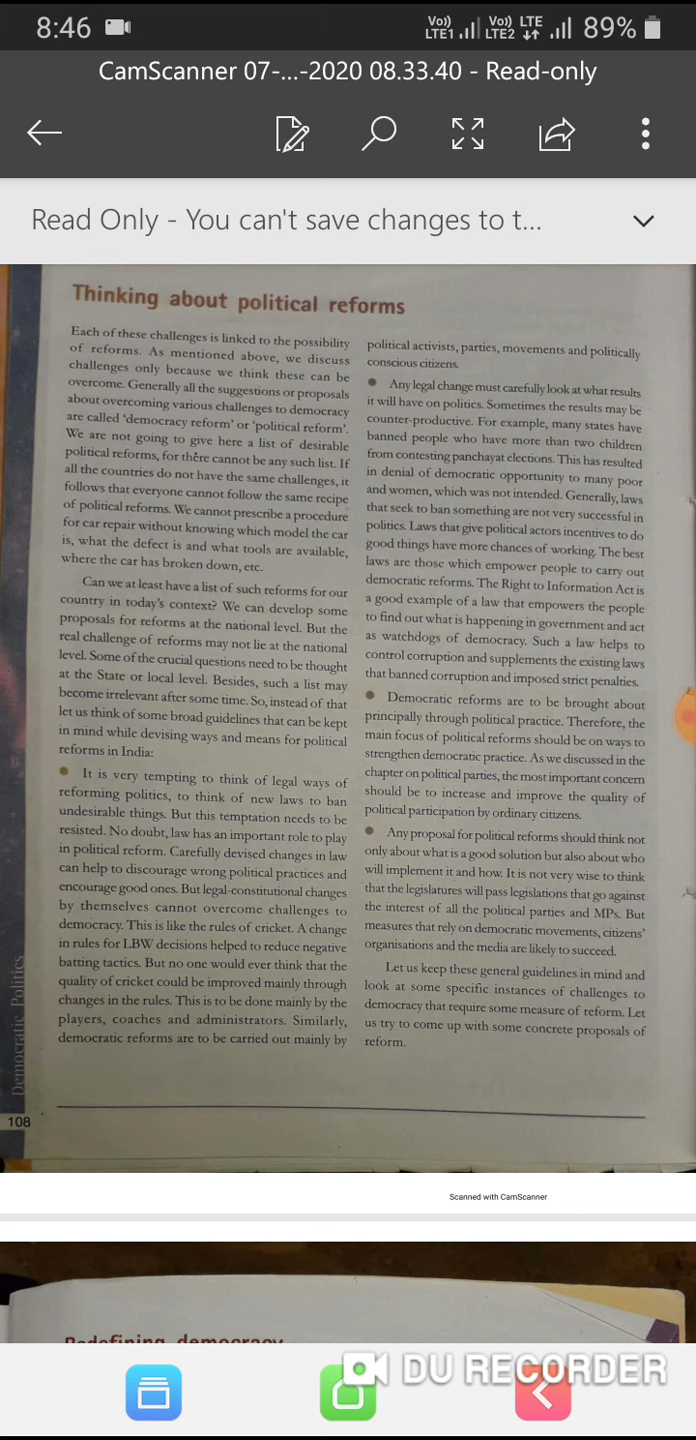 8:46
Vo)) LTE1 Vo)) LTE2 LTE 89%
CamScanner 07-...-2020 08.33.40 - Read-only
Read Only - You can't save changes to t...
Thinking about political reforms
Each of these challenges is linked to the possibility
of reforms. As mentioned above, we discuss
challenges only because we think these can be
overcome. Generally all the suggestions or proposals
about overcoming various challenges to democracy
are called 'democracy reform' or 'political reform'.
We are not going to give here a list of desirable
political reforms, for there cannot be any such list. If
all the countries do not have the same challenges, it
follows that everyone cannot follow the same recipe
of political reforms. We cannot prescribe a procedure
for car repair without knowing which model the car
is, what the defect is and what tools are available,
where the car has broken down, etc.
Can we at least have a list of such reforms for our
country in today's context? We can develop some
proposals for reforms at the national level. But the
real challenge of reforms may not lie at the national
level. Some of the crucial questions need to be thought
at the State or local level. Besides, such a list may
become irrelevant after some time. So, instead of that
let us think of some broad guidelines that can be kept
in mind while devising ways and means for political
reforms in India:
● It is very tempting to think of legal ways of
reforming politics, to think of new laws to ban
undesirable things. But this temptation needs to be
resisted. No doubt, law has an important role to play
in political reform. Carefully devised changes in law
can help to discourage wrong political practices and
encourage good ones. But legal-constitutional changes
by themselves cannot overcome challenges to
democracy. This is like the rules of cricket. A change
in rules for LBW decisions helped to reduce negative
batting tactics. But no one would ever think that the
quality of cricket could be improved mainly through
changes in the rules. This is to be done mainly by the
players, coaches and administrators. Similarly,
democratic reforms are to be carried out mainly by
political activists, parties, movements and politically
conscious citizens.
● Any legal change must carefully look at what results
it will have on politics. Sometimes the results may be
counter-productive. For example, many states have
banned people who have more than two children
from contesting panchayat elections. This has resulted
in denial of democratic opportunity to many poor
and women, which was not intended. Generally, laws
that seek to ban something are not very successful in
politics. Laws that give political actors incentives to do
good things have more chances of working. The best
laws are those which empower people to carry out
democratic reforms. The Right to Information Act is
a good example of a law that empowers the people
to find out what is happening in government and act
as watchdogs of democracy. Such a law helps to
control corruption and supplements the existing laws
that banned corruption and imposed strict penalties.
● Democratic reforms are to be brought about
principally through political practice. Therefore, the
main focus of political reforms should be on ways to
strengthen democratic practice. As we discussed in the
chapter on political parties, the most important concern
should be to increase and improve the quality of
political participation by ordinary citizens.
● Any proposal for political reforms should think not
only about what is a good solution but also about who
will implement it and how. It is not very wise to think
that the legislatures will pass legislations that go against
the interest of all the political parties and MPs. But
measures that rely on democratic movements, citizens'
organisations and the media are likely to succeed.
Let us keep these general guidelines in mind and
look at some specific instances of challenges to
democracy that require some measure of reform. Let
us try to come up with some concrete proposals of
reform.
Democratic Politics
108
Scanned with CamScanner
Redefining democracy
DU RECORDER